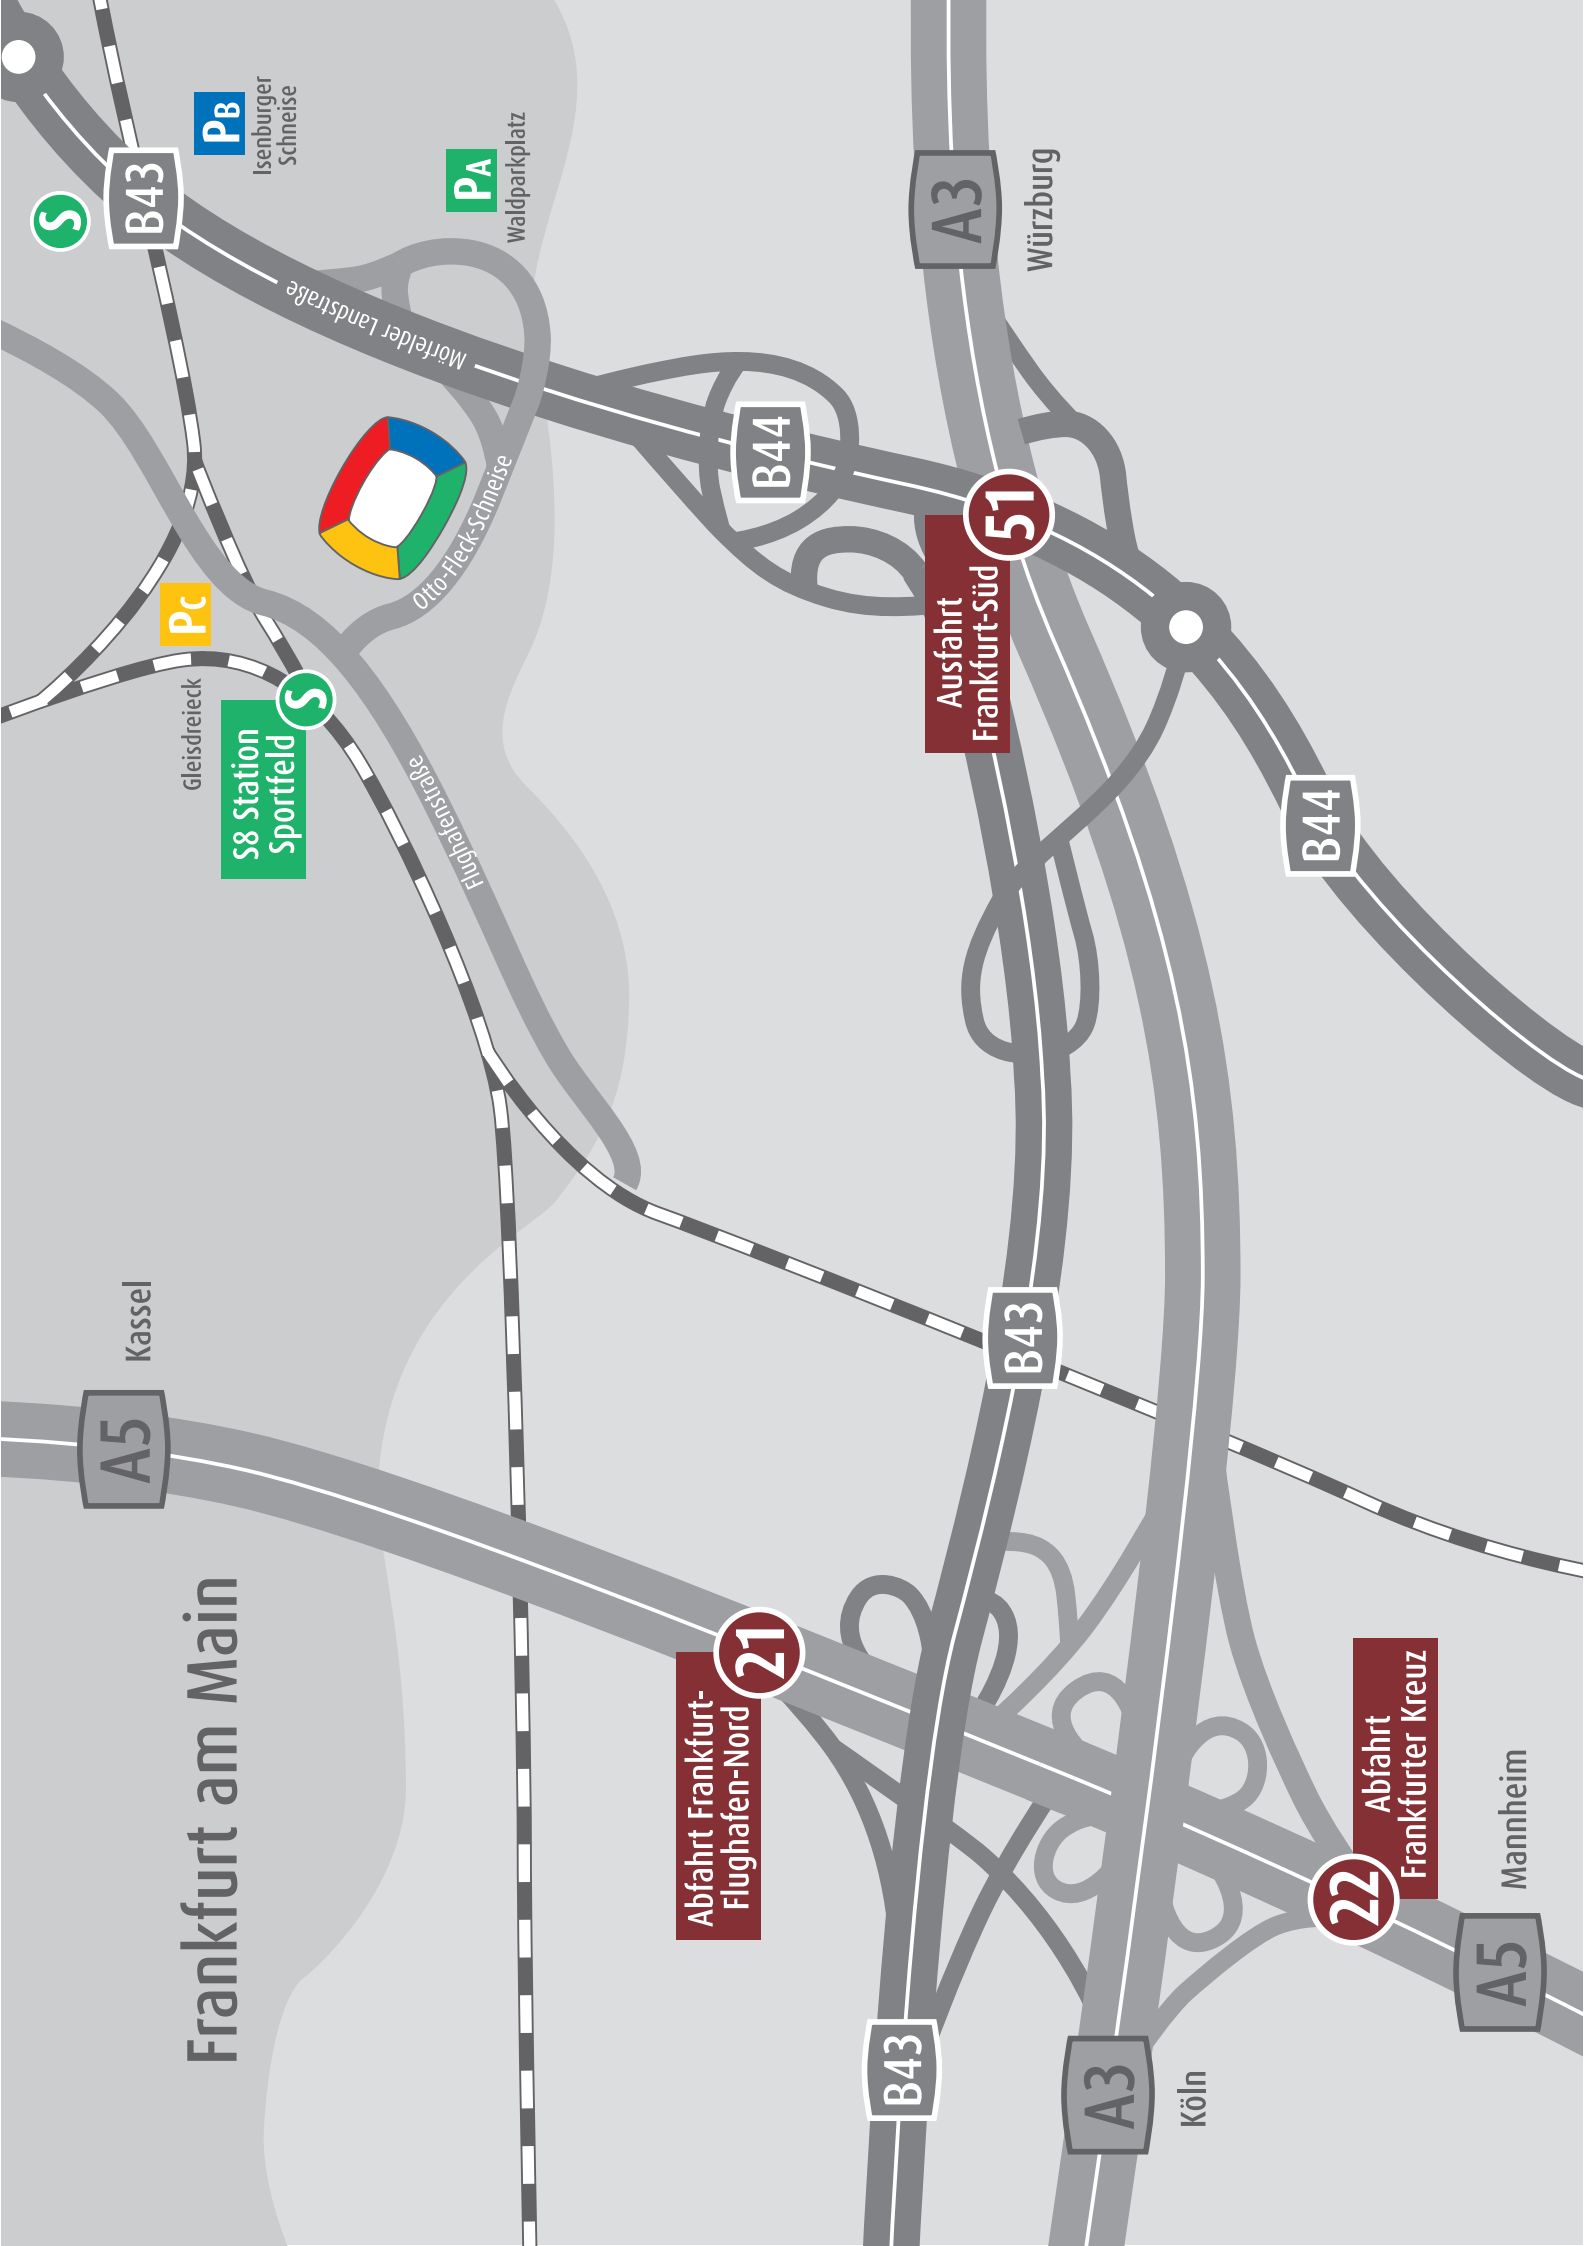 Frankfurt am Main
A5
Kassel
Gleisdreieck
PC
S8 Station
Sportfeld
S
S
B43
PB
Isenburger
Schneise
PA
Waldparkplatz
Mörfelder Landstraße
Otto-Fleck-Schneise
Flughafenstraße
Abfahrt Frankfurt-
Flughafen-Nord
21
B44
Ausfahrt
Frankfurt-Süd
51
A3
Würzburg
B43
B43
A3
Köln
Abfahrt
Frankfurter Kreuz
22
B44
A5
Mannheim